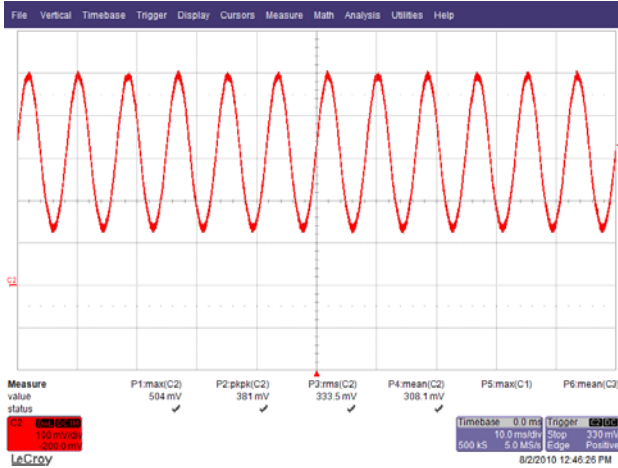 File Vertical Timebase Trigger Display Cursors Measure Math Analysis Utilities Help
C2
Measure P1:max(C2) P2:pkpk(C2) P3:rms(C2) P4:mean(C2) P5:max(C1) P6:mean(C3)
value 504 mV 381 mV 333.5 mV 308.1 mV
status
C2 DC1M
100 mV/div
-200.0 mV
Timebase 0.0 ms
10.0 ms/div
500 kS 5.0 MS/s
Trigger C2 DC
Stop 330 mV
Edge Positive
LeCroy
8/2/2010 12:46:26 PM